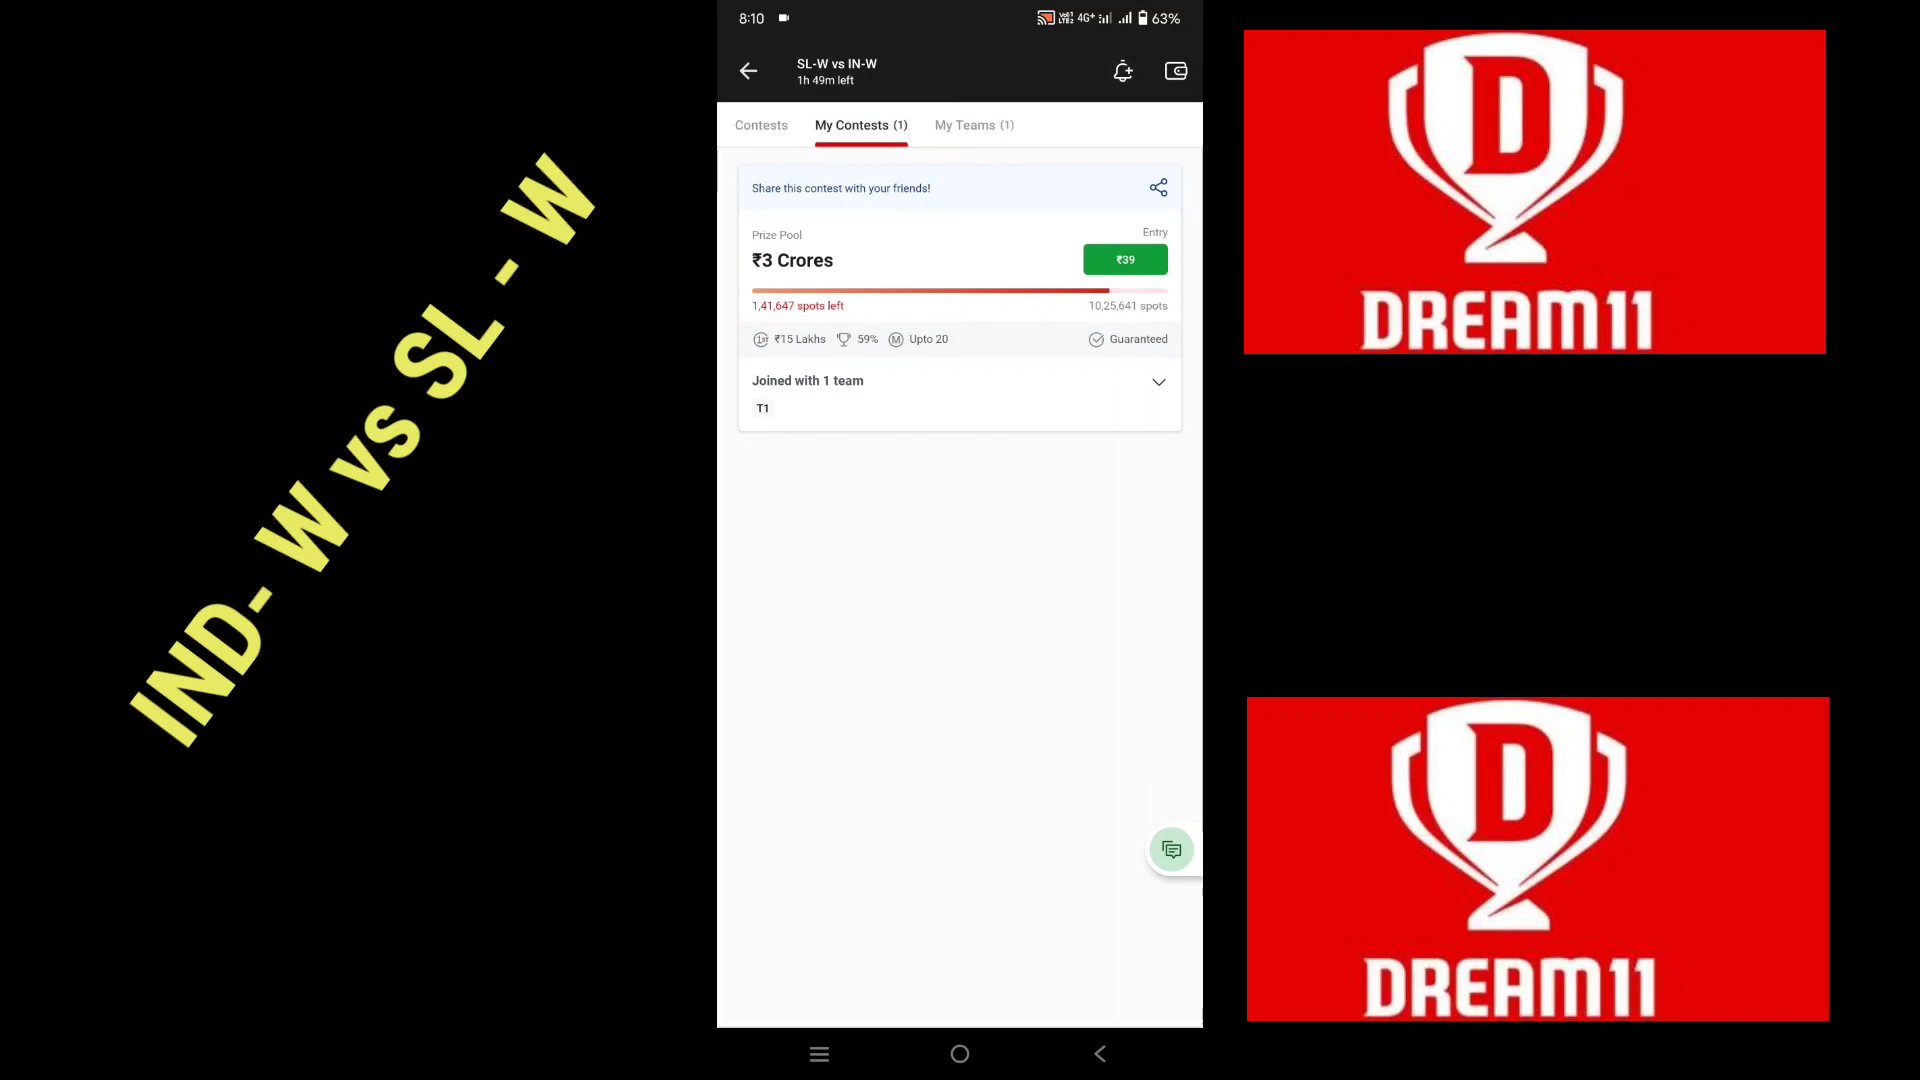 IND- W vs SL - W
8:10
4G+
63%
SL-W vs IN-W
1h 49m left
Contests
My Contests (1)
My Teams (1)
Share this contest with your friends!
Prize Pool
Entry
₹3 Crores
₹39
1,41,647 spots left
10,25,641 spots
1st
₹15 Lakhs
59%
M
Upto 20
Guaranteed
Joined with 1 team
T1
D
DREAM11
D
DREAM11